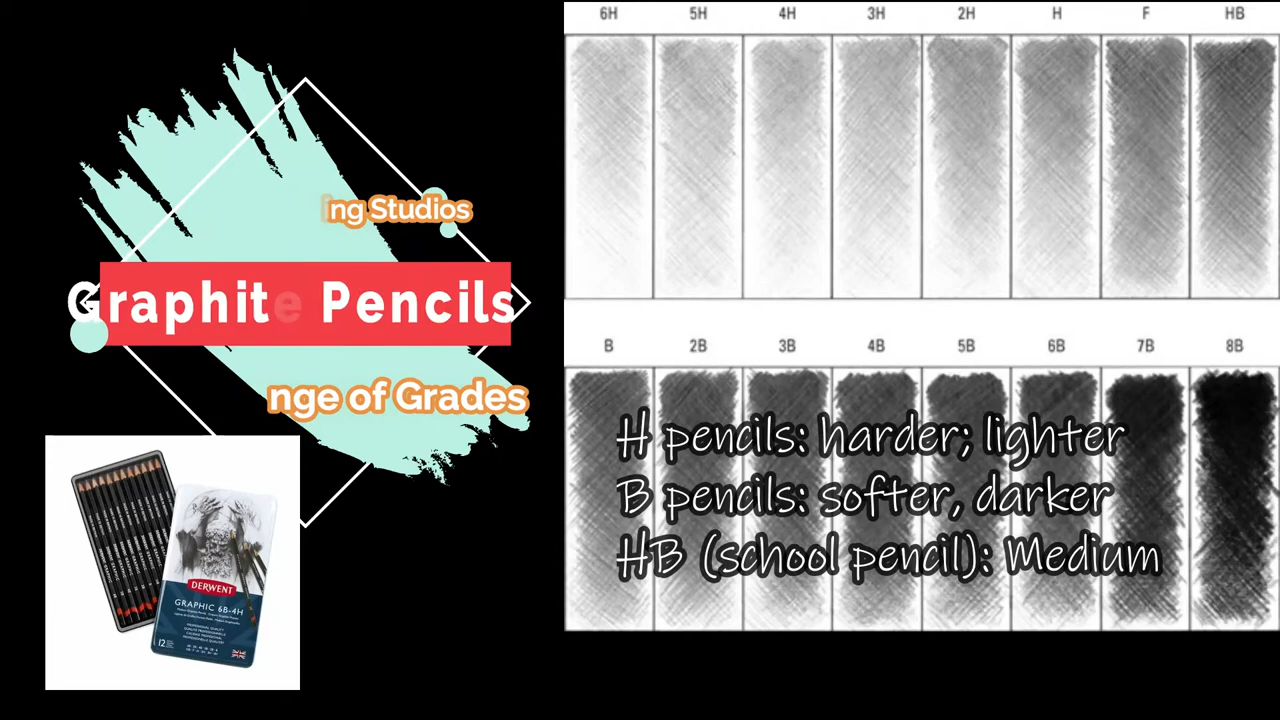 ng Studios
Graphite Pencils
nge of Grades
DERWENT
GRAPHIC 6B-4H
12
6H 5H 4H 3H 2H H F HB
B 2B 3B 4B 5B 6B 7B 8B
H pencils: harder; lighter
B pencils: softer, darker
HB (school pencil): Medium